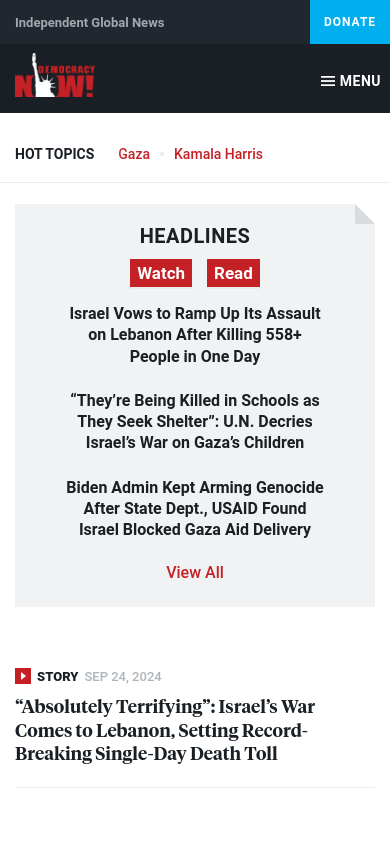 Independent Global News
DONATE
DEMOCRACY
NOW!
MENU
HOT TOPICS
Gaza
Kamala Harris
HEADLINES
Watch
Read
Israel Vows to Ramp Up Its Assault
on Lebanon After Killing 558+
People in One Day
“They’re Being Killed in Schools as
They Seek Shelter”: U.N. Decries
Israel’s War on Gaza’s Children
Biden Admin Kept Arming Genocide
After State Dept., USAID Found
Israel Blocked Gaza Aid Delivery
View All
STORY SEP 24, 2024
“Absolutely Terrifying”: Israel’s War
Comes to Lebanon, Setting Record-
Breaking Single-Day Death Toll